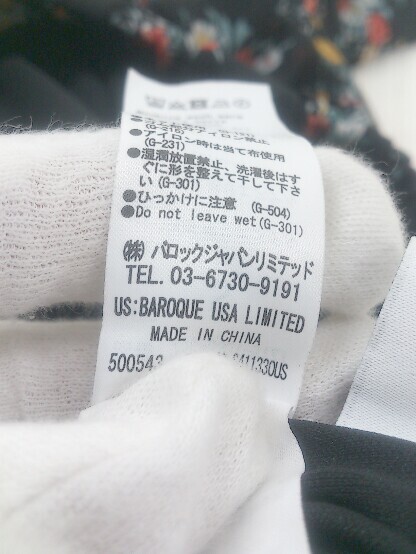 (G-216)
●アイロン時は当て布使用
(G-231)
●湿潤放置禁止、洗濯後はす
ぐに形を整えて干して下さ
い (G-301)
●ひっかけに注意 (G-504)
●Do not leave wet(G-301)
㈱ バロックジャパンリミテッド
TEL. 03-6730-9191
US:BAROQUE USA LIMITED
MADE IN CHINA
500543
6411330US